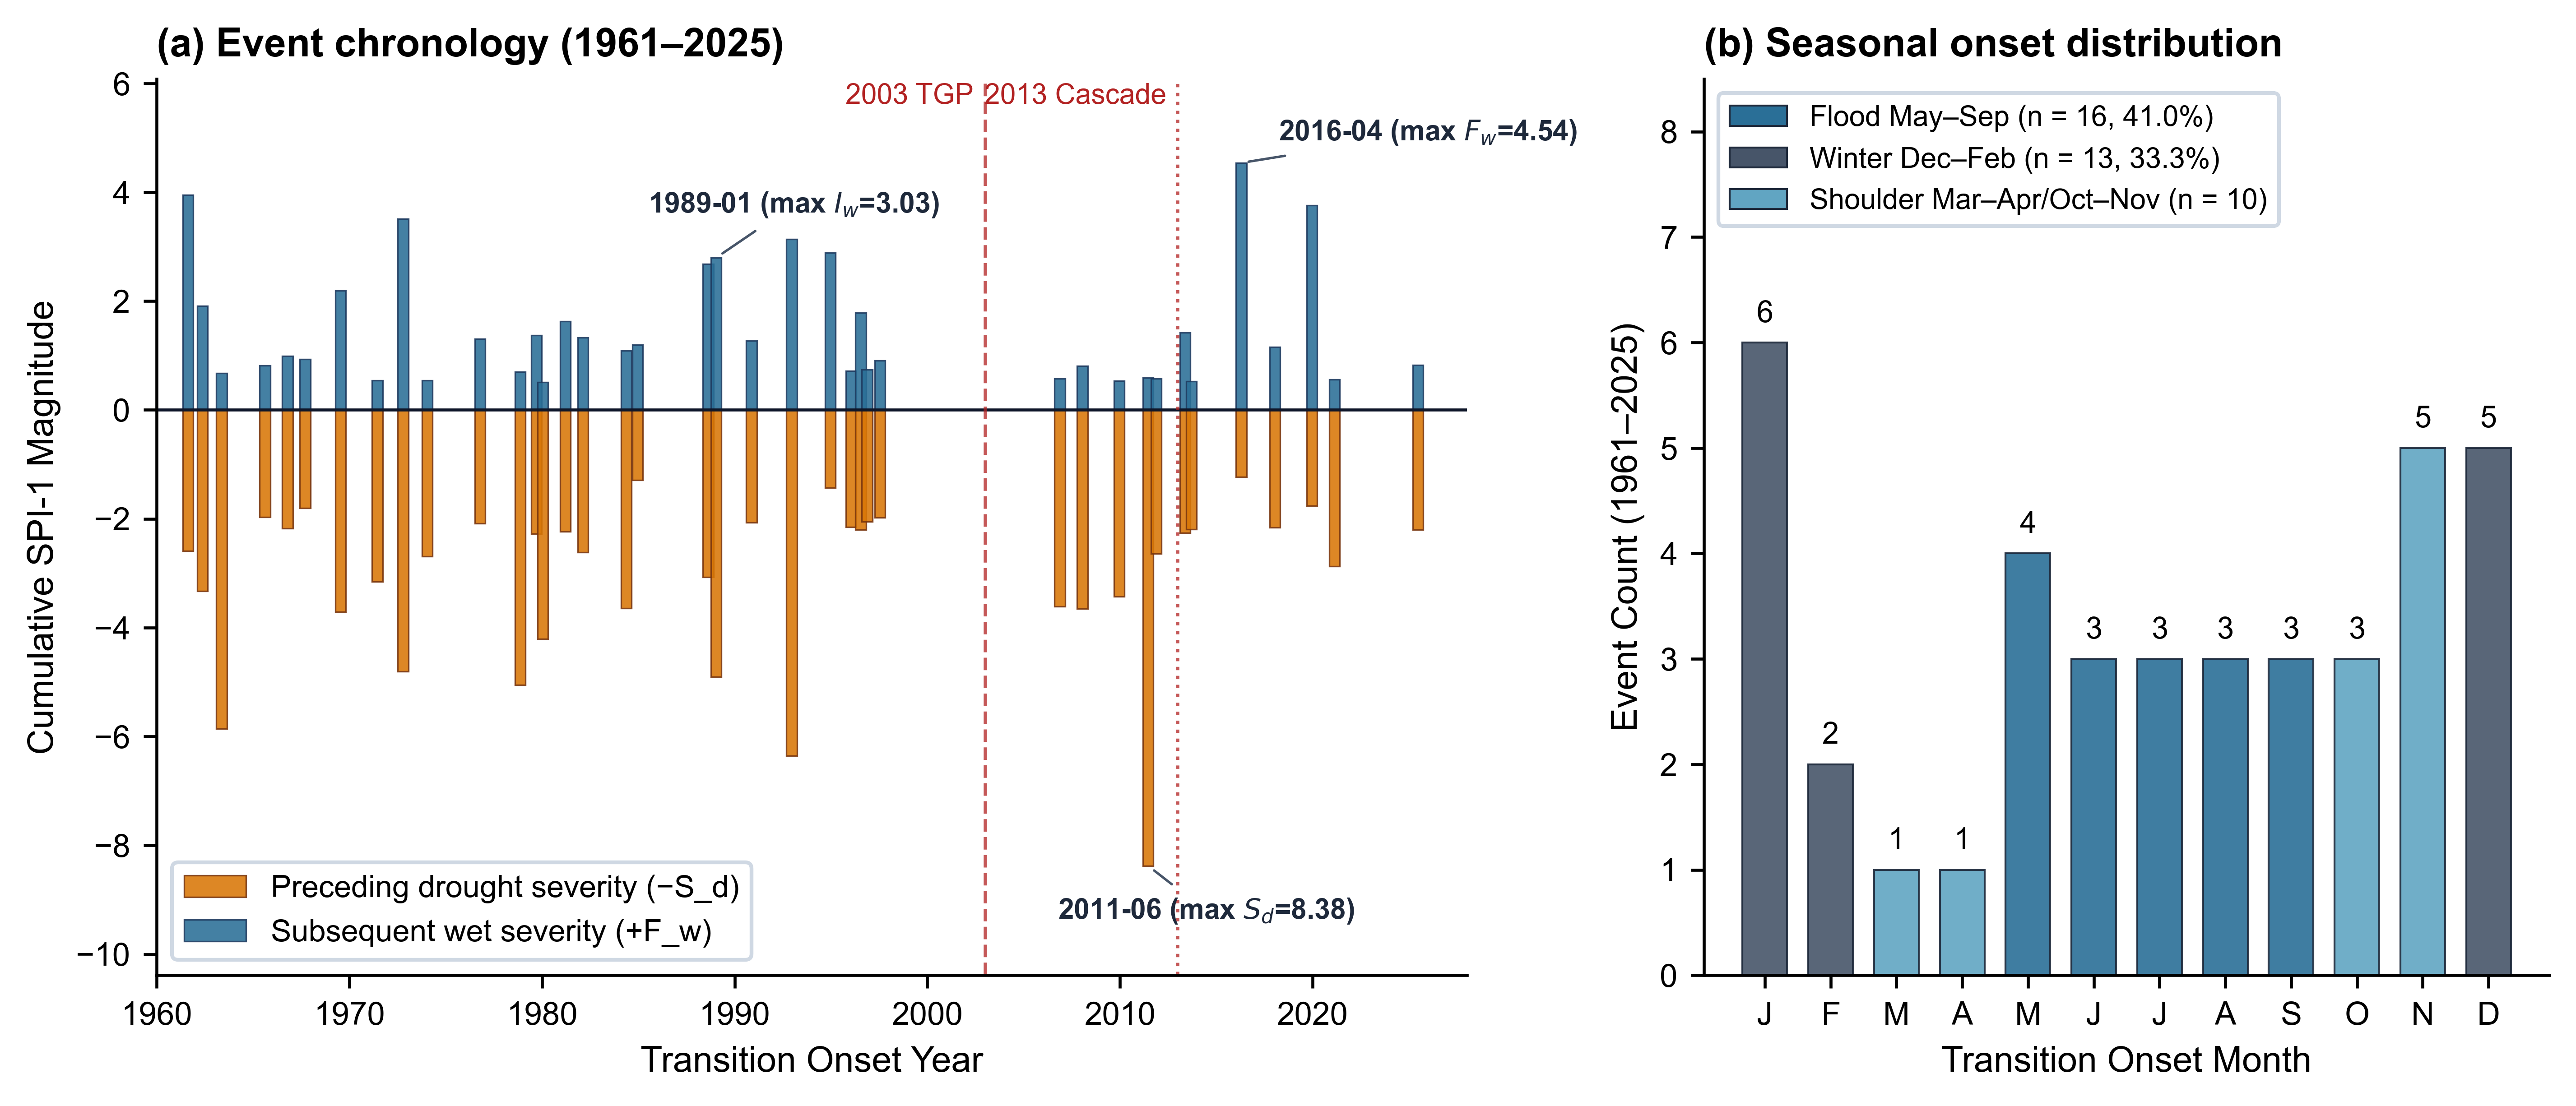 (a) Event chronology (1961–2025)
Cumulative SPI-1 Magnitude
6
4
2
0
−2
−4
−6
−8
−10
2003 TGP
2013 Cascade
2016-04 (max F_w=4.54)
1989-01 (max I_w=3.03)
2011-06 (max S_d=8.38)
Preceding drought severity (−S_d)
Subsequent wet severity (+F_w)
1960 1970 1980 1990 2000 2010 2020
Transition Onset Year
(b) Seasonal onset distribution
Event Count (1961–2025)
8
7
6
5
4
3
2
1
0
Flood May–Sep (n = 16, 41.0%)
Winter Dec–Feb (n = 13, 33.3%)
Shoulder Mar–Apr/Oct–Nov (n = 10)
6 2 1 1 4 3 3 3 3 3 5 5
J F M A M J J A S O N D
Transition Onset Month